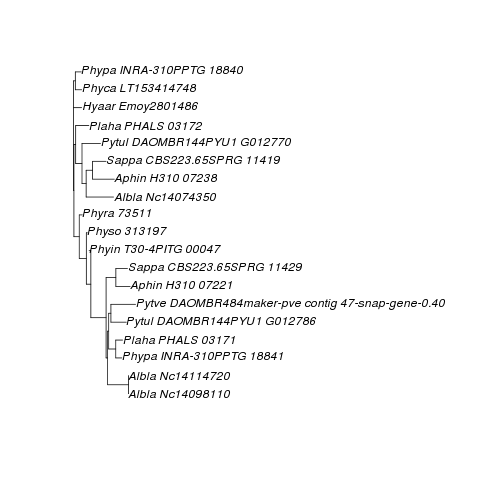 Phypa INRA-310PPTG 18840
Phyca LT153414748
Hyaar Emoy2801486
Plaha PHALS 03172
Pytul DAOMBR144PYU1 G012770
Sappa CBS223.65SPRG 11419
Aphin H310 07238
Albla Nc14074350
Phyra 73511
Physo 313197
Phyin T30-4PITG 00047
Sappa CBS223.65SPRG 11429
Aphin H310 07221
Pytve DAOMBR484maker-pve contig 47-snap-gene-0.40
Pytul DAOMBR144PYU1 G012786
Plaha PHALS 03171
Phypa INRA-310PPTG 18841
Albla Nc14114720
Albla Nc14098110